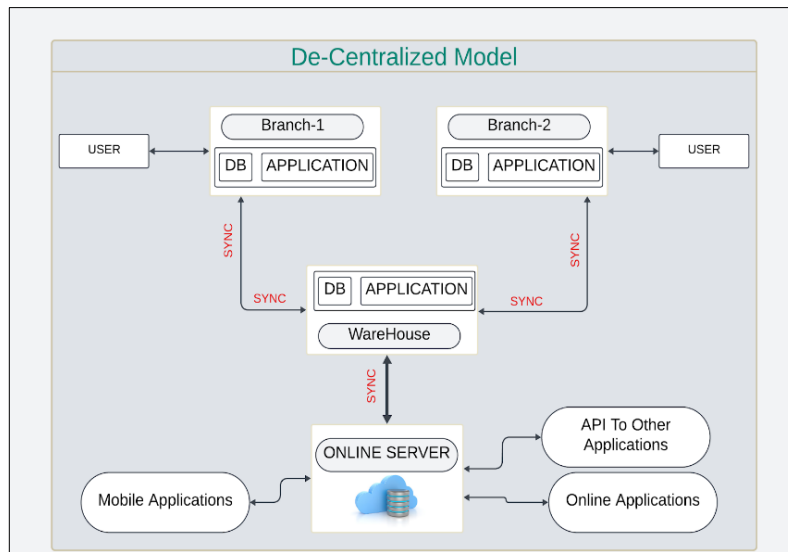 De-Centralized Model
Branch-1
Branch-2
USER
DB
APPLICATION
DB
APPLICATION
USER
SYNC
SYNC
SYNC
SYNC
DB
APPLICATION
WareHouse
SYNC
ONLINE SERVER
API To Other
Applications
Mobile Applications
Online Applications